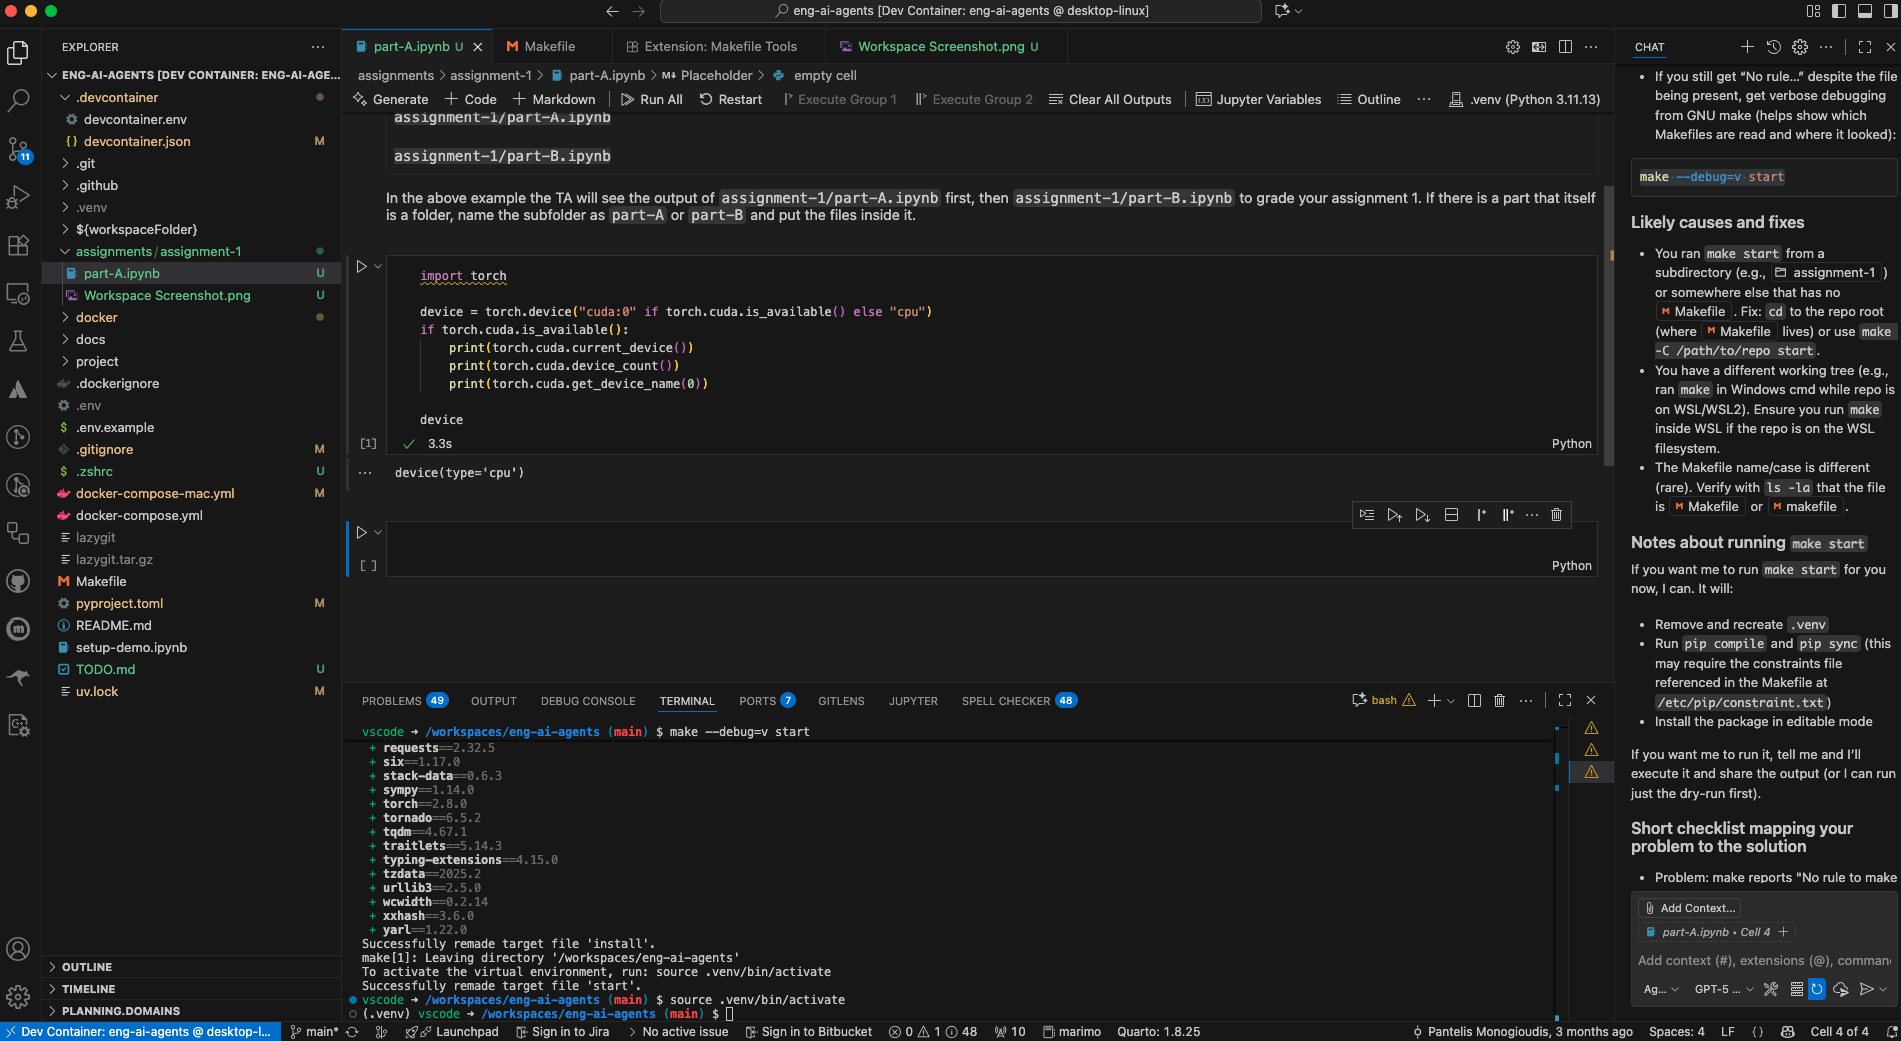 eng-ai-agents [Dev Container: eng-ai-agents @ desktop-linux]
EXPLORER
ENG-AI-AGENTS [DEV CONTAINER: ENG-AI-AGE...
.devcontainer
devcontainer.env
devcontainer.json M
.git
.github
.venv
${workspaceFolder}
assignments / assignment-1
part-A.ipynb U
Workspace Screenshot.png U
docker
docs
project
.dockerignore
.env
.env.example
.gitignore M
.zshrc U
docker-compose-mac.yml M
docker-compose.yml
lazygit
lazygit.tar.gz
Makefile
pyproject.toml M
README.md
setup-demo.ipynb
TODO.md U
uv.lock M
OUTLINE
TIMELINE
PLANNING.DOMAINS
11
part-A.ipynb U
Makefile
Extension: Makefile Tools
Workspace Screenshot.png U
assignments > assignment-1 > part-A.ipynb > Placeholder > empty cell
Generate + Code + Markdown Run All Restart Execute Group 1 Execute Group 2 Clear All Outputs Jupyter Variables Outline ... .venv (Python 3.11.13)
assignment-1/part-A.ipynb
assignment-1/part-B.ipynb
In the above example the TA will see the output of assignment-1/part-A.ipynb first, then assignment-1/part-B.ipynb to grade your assignment 1. If there is a part that itself
is a folder, name the subfolder as part-A or part-B and put the files inside it.
import torch
device = torch.device("cuda:0" if torch.cuda.is_available() else "cpu")
if torch.cuda.is_available():
print(torch.cuda.current_device())
print(torch.cuda.device_count())
print(torch.cuda.get_device_name(0))
device
[1] 3.3s Python
... device(type='cpu')
[ ] Python
PROBLEMS 49 OUTPUT DEBUG CONSOLE TERMINAL PORTS 7 GITLENS JUPYTER SPELL CHECKER 48 bash
vscode ➜ /workspaces/eng-ai-agents (main) $ make --debug=v start
+ requests==2.32.5
+ six==1.17.0
+ stack-data==0.6.3
+ sympy==1.14.0
+ torch==2.8.0
+ tornado==6.5.2
+ tqdm==4.67.1
+ traitlets==5.14.3
+ typing-extensions==4.15.0
+ tzdata==2025.2
+ urllib3==2.5.0
+ wcwidth==0.2.14
+ xxhash==3.6.0
+ yarl==1.22.0
Successfully remade target file 'install'.
make[1]: Leaving directory '/workspaces/eng-ai-agents'
To activate the virtual environment, run: source .venv/bin/activate
Successfully remade target file 'start'.
vscode ➜ /workspaces/eng-ai-agents (main) $ source .venv/bin/activate
(.venv) vscode ➜ /workspaces/eng-ai-agents (main) $
CHAT
• If you still get “No rule…” despite the file
being present, get verbose debugging
from GNU make (helps show which
Makefiles are read and where it looked):
make --debug=v start
Likely causes and fixes
• You ran make start from a
subdirectory (e.g., assignment-1 )
or somewhere else that has no
Makefile . Fix: cd to the repo root
(where Makefile lives) or use make
-C /path/to/repo start.
• You have a different working tree (e.g.,
ran make in Windows cmd while repo is
on WSL/WSL2). Ensure you run make
inside WSL if the repo is on the WSL
filesystem.
• The Makefile name/case is different
(rare). Verify with ls -la that the file
is Makefile or makefile .
Notes about running make start
If you want me to run make start for you
now, I can. It will:
• Remove and recreate .venv
• Run pip compile and pip sync (this
may require the constraints file
referenced in the Makefile at
/etc/pip/constraint.txt)
• Install the package in editable mode
If you want me to run it, tell me and I’ll
execute it and share the output (or I can run
just the dry-run first).
Short checklist mapping your
problem to the solution
• Problem: make reports "No rule to make
Add Context...
part-A.ipynb • Cell 4 +
Add context (#), extensions (@), comman
Ag... GPT-5 ...
Dev Container: eng-ai-agents @ desktop-l... main* Launchpad Sign in to Jira No active issue Sign in to Bitbucket 0 1 48 10 marimo Quarto: 1.8.25 Pantelis Monogioudis, 3 months ago Spaces: 4 LF { } Cell 4 of 4